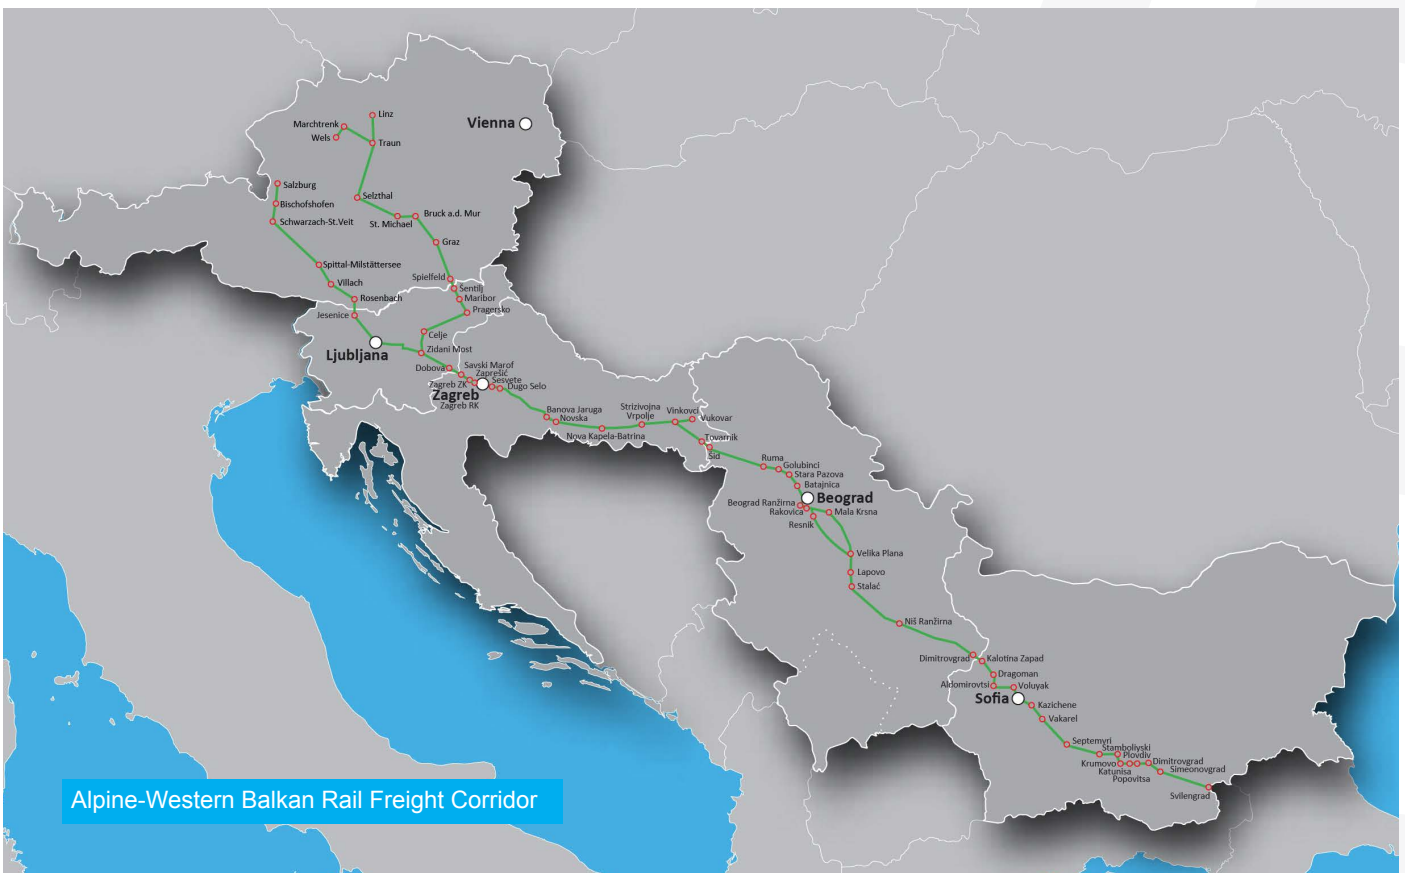 Linz
Marchtrenk
Vienna
Wels
Traun
Salzburg
Selzthal
Bischofshofen
Bruck a.d. Mur
Schwarzach-St.Veit
St. Michael
Graz
Spittal-Milstättersee
Spielfeld
Villach
Sentilj
Rosenbach
Maribor
Jesenice
Pragersko
Celje
Ljubljana
Zidani Most
Dobova
Savski Marof
Zaprešić
Zagreb ZK
Sesvete
Dugo Selo
Zagreb
Zagreb RK
Banova Jaruga
Novska
Strizivojna
Vrpolje
Vinkovci
Vukovar
Nova Kapela-Batrina
Tovarnik
Sid
Ruma
Golubinci
Stara Pazova
Batajnica
Beograd
Beograd Ranžirna
Rakovica
Mala Krsna
Resnik
Velika Plana
Lapovo
Stalać
Niš Ranžirna
Dimitrovgrad
Kalotina Zapad
Dragoman
Aldomirovtsi
Voluyak
Sofia
Kazichene
Vakarel
Septemyri
Stamboliyski
Plovdiv
Krumovo
Dimitrovgrad
Katunisa
Simeonovgrad
Popovitsa
Svilengrad
Alpine-Western Balkan Rail Freight Corridor